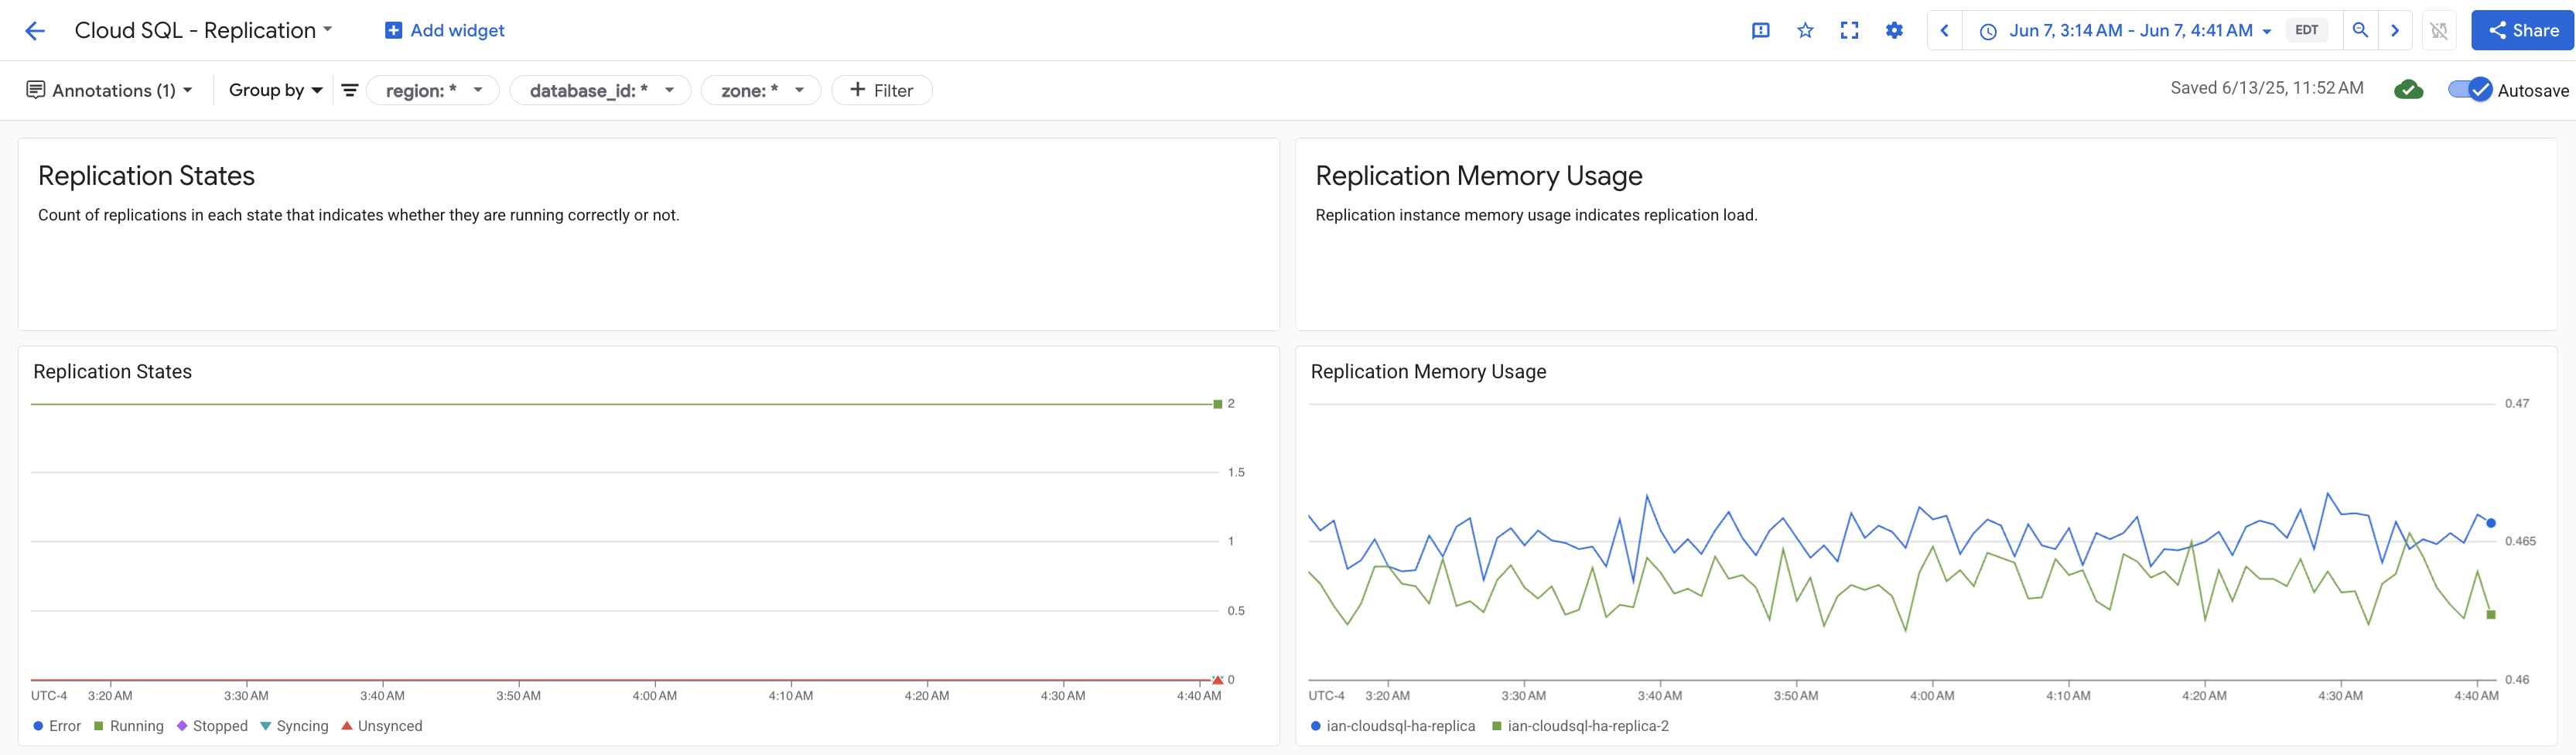 Cloud SQL - Replication
Add widget
Jun 7, 3:14 AM - Jun 7, 4:41 AM
EDT
Share
Annotations (1)
Group by
region: *
database_id: *
zone: *
Filter
Saved 6/13/25, 11:52 AM
Autosave
Replication States
Count of replications in each state that indicates whether they are running correctly or not.
Replication Memory Usage
Replication instance memory usage indicates replication load.
Replication States
2
1.5
1
0.5
0
UTC-4 3:20 AM 3:30 AM 3:40 AM 3:50 AM 4:00 AM 4:10 AM 4:20 AM 4:30 AM 4:40 AM
Error Running Stopped Syncing Unsynced
Replication Memory Usage
0.47
0.465
0.46
UTC-4 3:20 AM 3:30 AM 3:40 AM 3:50 AM 4:00 AM 4:10 AM 4:20 AM 4:30 AM 4:40 AM
ian-cloudsql-ha-replica ian-cloudsql-ha-replica-2